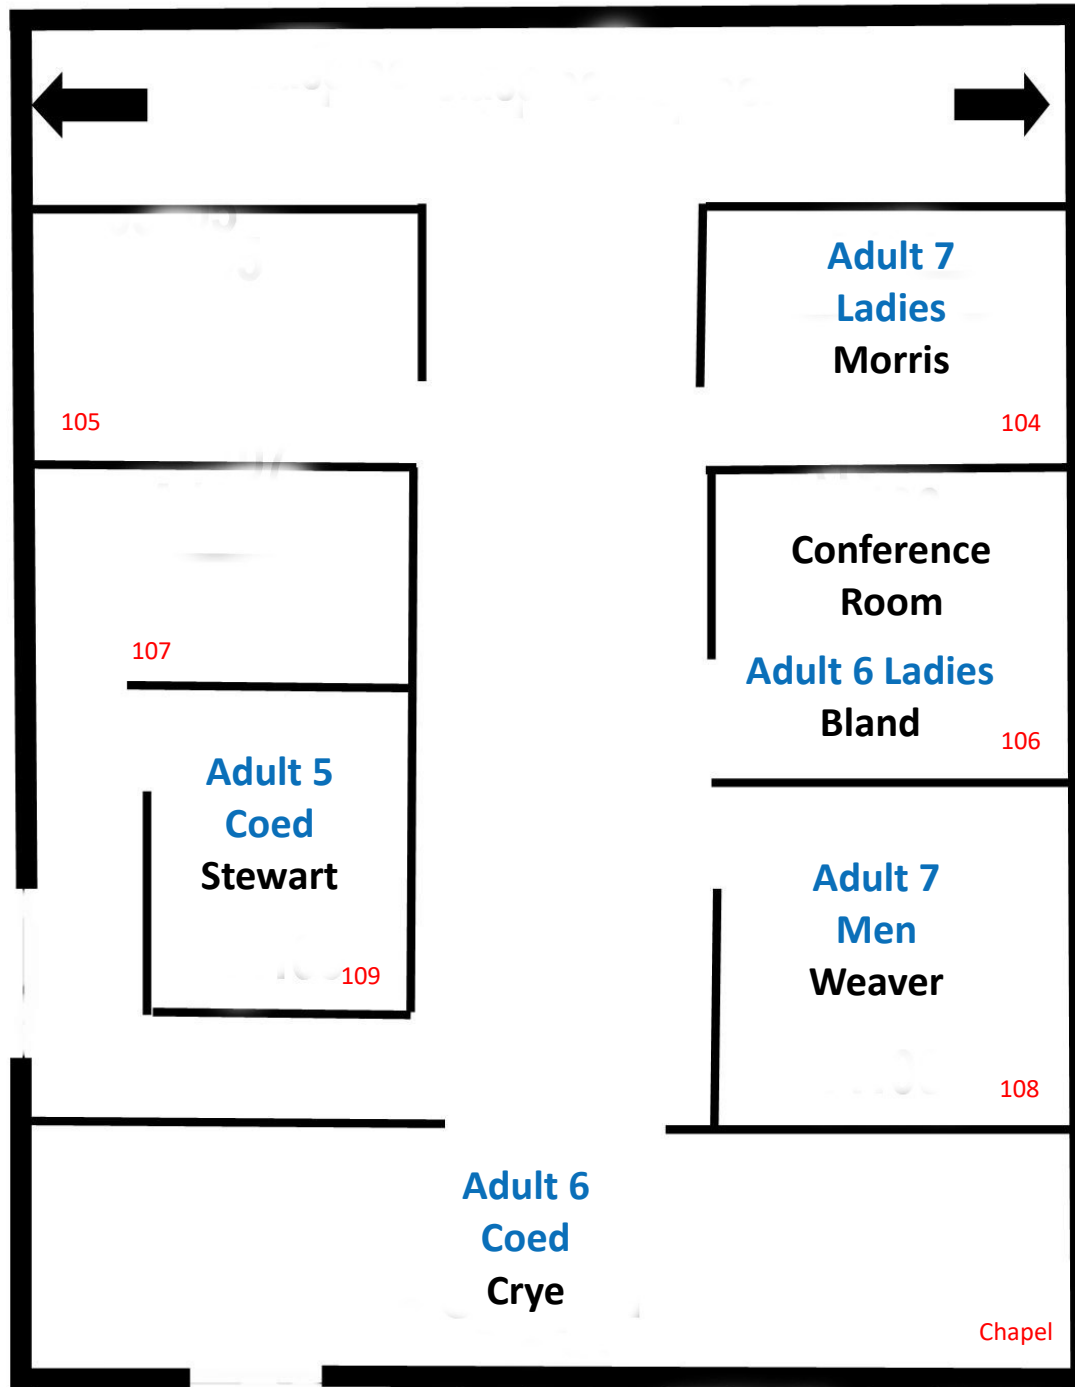 Adult 7
Ladies
Morris
105
104
Conference
Room
107
Adult 6 Ladies
Bland
106
Adult 5
Coed
Stewart
109
Adult 7
Men
Weaver
108
Adult 6
Coed
Crye
Chapel